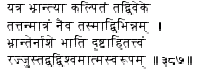 यत्र भ्रान्त्या कल्पितं तद्विवेके
तत्तन्मात्रं नैव तस्माद्विभिन्नम् ।
भ्रान्तेर्नाशे भाति दृष्टाहितत्त्वं
रज्जुस्तद्वद्विश्वमात्मस्वरूपम् ॥ ३८७॥